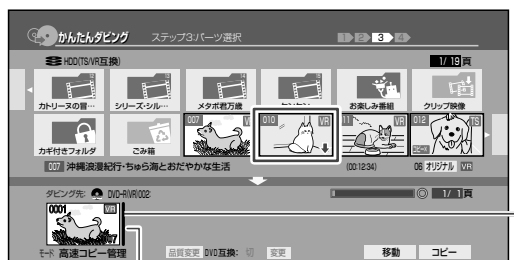 かんたんダビング ステップ3:パーツ選択 1 2 3 4
HDD(TS/VR互換) 1/ 19 頁
カトリーヌの冒… シリーズ・シル… メタボ君万歳 お楽しみ番組 クリップ映像
007 VR 010 VR 011 VR 012 TS
カギ付きフォルダ ごみ箱
007 沖縄浪漫紀行・ちゅら海とおだやかな生活 (00:12:34) 06 オリジナル VR
ダビング先: DVD-R(VR)002: 1/ 1 頁
0001 VR
007
モード 高速コピー管理 品質変更 DVD互換: 切 変更 移動 コピー